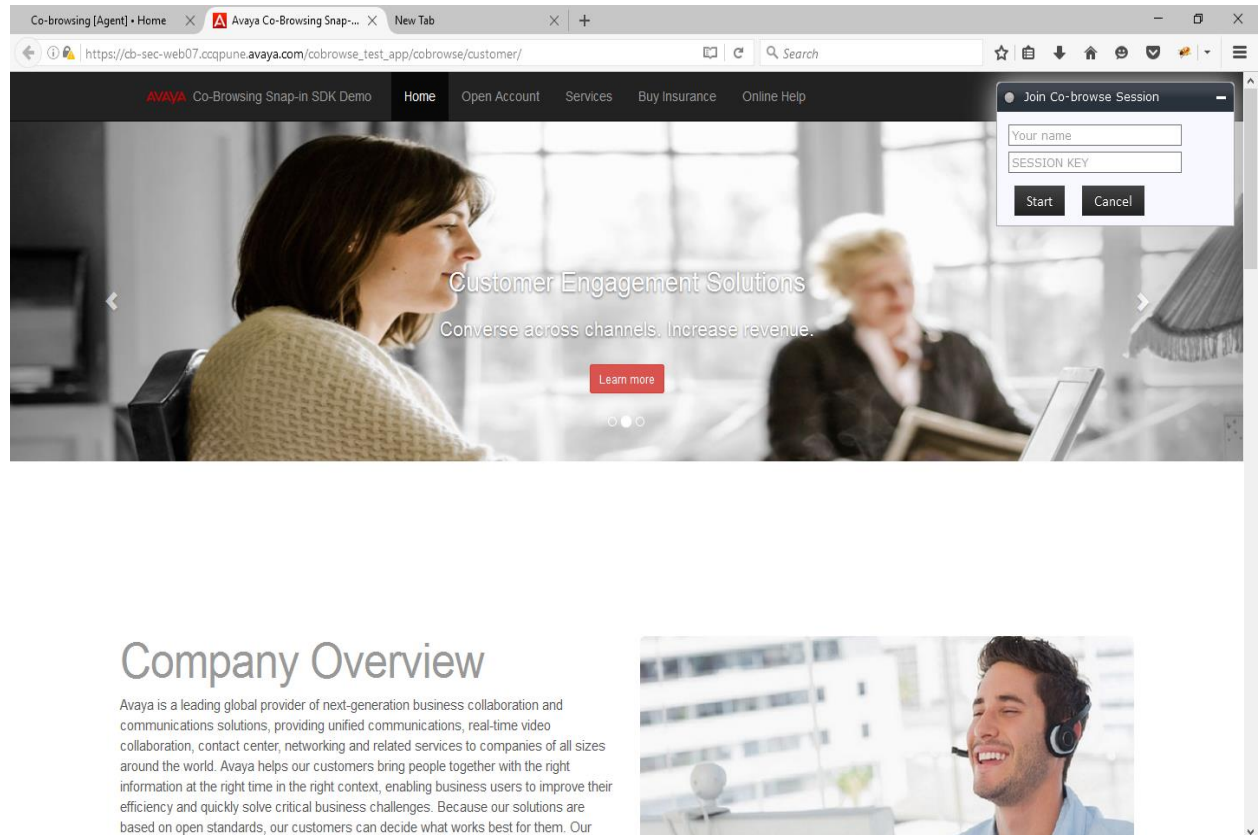 Co-browsing [Agent] • Home
Avaya Co-Browsing Snap-...
New Tab
https://cb-sec-web07.ccqpune.avaya.com/cobrowse_test_app/cobrowse/customer/
Search
AVAYA Co-Browsing Snap-in SDK Demo
Home
Open Account
Services
Buy Insurance
Online Help
Join Co-browse Session
Your name
SESSION KEY
Start
Cancel
Customer Engagement Solutions
Converse across channels. Increase revenue.
Learn more
Company Overview
Avaya is a leading global provider of next-generation business collaboration and
communications solutions, providing unified communications, real-time video
collaboration, contact center, networking and related services to companies of all sizes
around the world. Avaya helps our customers bring people together with the right
information at the right time in the right context, enabling business users to improve their
efficiency and quickly solve critical business challenges. Because our solutions are
based on open standards, our customers can decide what works best for them. Our